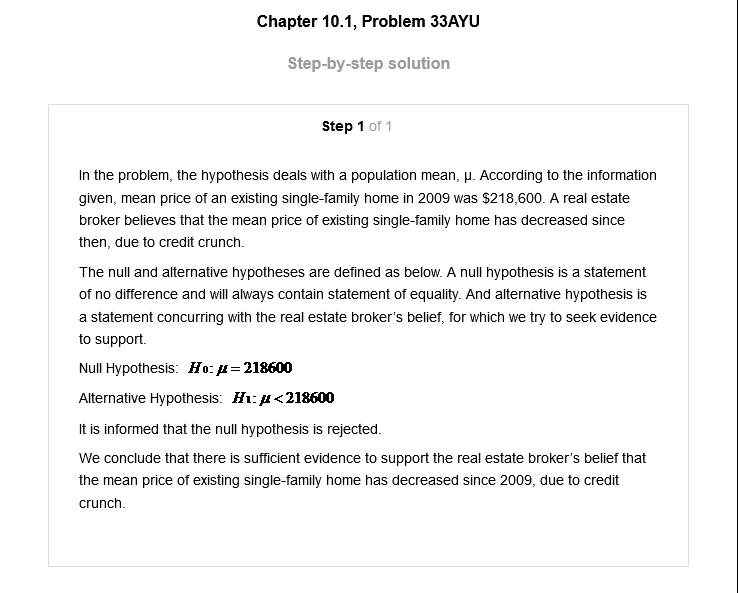 Chapter 10.1, Problem 33AYU
Step-by-step solution
Step 1 of 1
In the problem, the hypothesis deals with a population mean, μ. According to the information
given, mean price of an existing single-family home in 2009 was $218,600. A real estate
broker believes that the mean price of existing single-family home has decreased since
then, due to credit crunch.
The null and alternative hypotheses are defined as below. A null hypothesis is a statement
of no difference and will always contain statement of equality. And alternative hypothesis is
a statement concurring with the real estate broker's belief, for which we try to seek evidence
to support.
Null Hypothesis: H₀: μ = 218600
Alternative Hypothesis: H₁: μ < 218600
It is informed that the null hypothesis is rejected.
We conclude that there is sufficient evidence to support the real estate broker's belief that
the mean price of existing single-family home has decreased since 2009, due to credit
crunch.